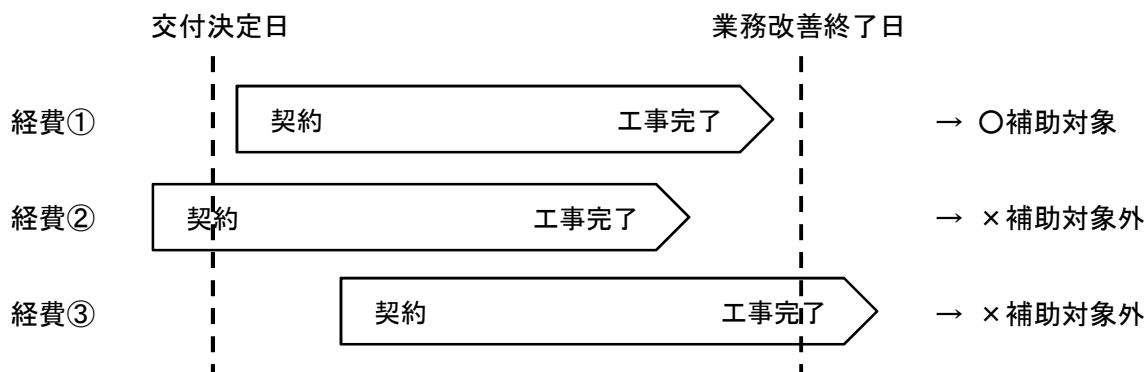 交付決定日 業務改善終了日
経費① 契約 工事完了 → ○補助対象
経費② 契約 工事完了 → ×補助対象外
経費③ 契約 工事完了 → ×補助対象外